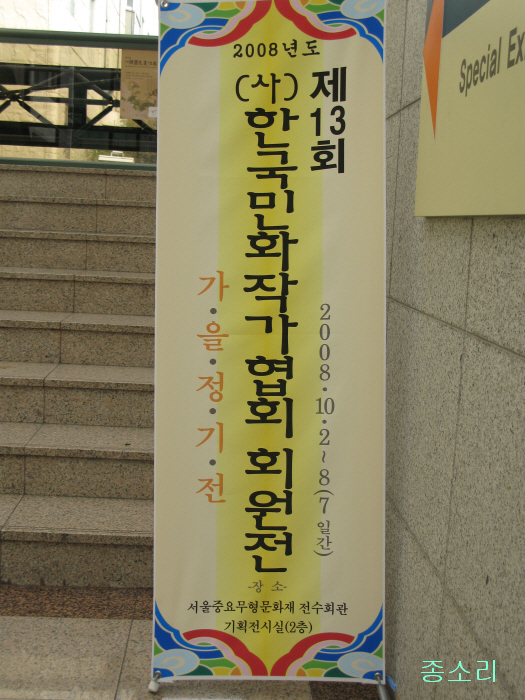 2008년도
제13회
(사)한국민화작가협회 회원전
가·을·정·기·전
2008·10·2~8(7일간)
-장소-
서울중요무형문화재 전수회관
기획전시실(2층)
Special Ex
종소리